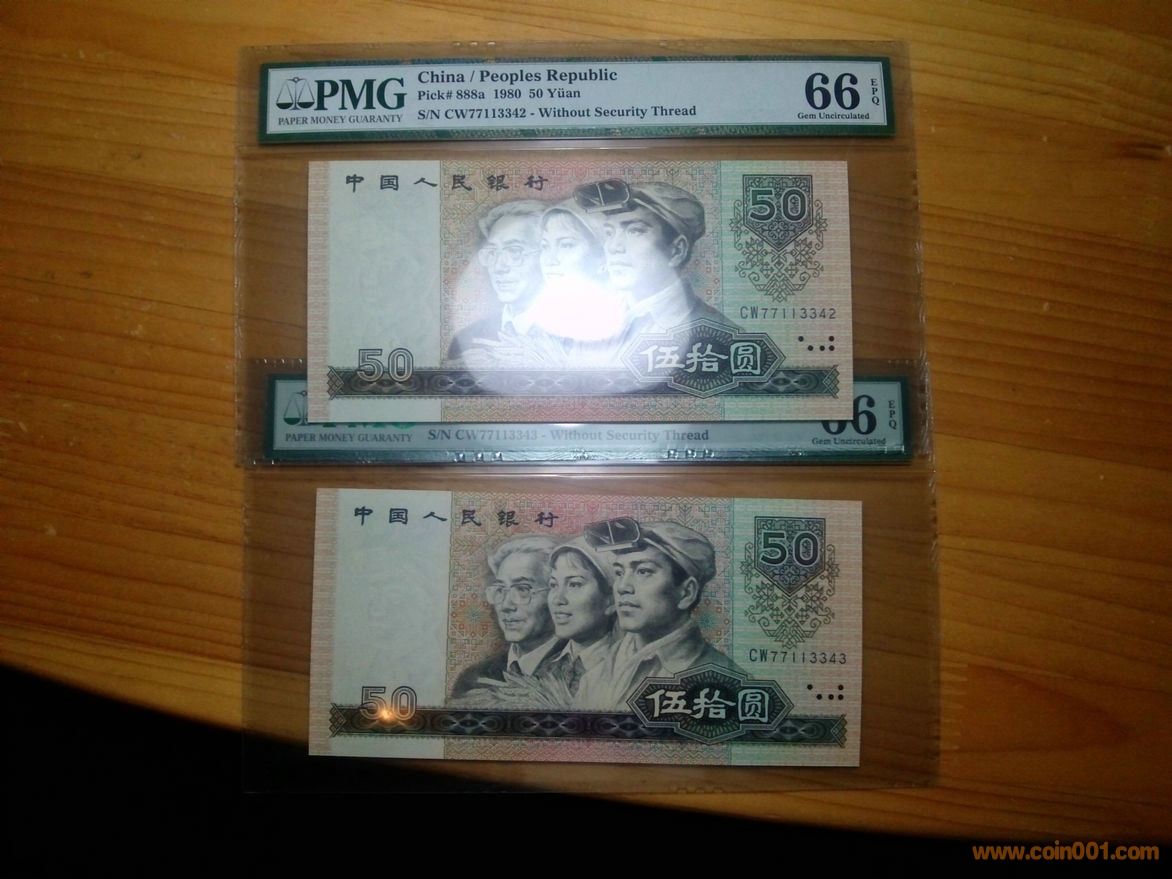 PMG
PAPER MONEY GUARANTY
China / Peoples Republic
Pick# 888a 1980 50 Yüan
S/N CW77113342 - Without Security Thread
66
EPQ
Gem Uncirculated
中国人民银行
50
CW77113342
50
伍拾圆
PMG
PAPER MONEY GUARANTY
S/N CW77113343 - Without Security Thread
66
EPQ
Gem Uncirculated
中国人民银行
50
CW77113343
50
伍拾圆
www.coin001.com